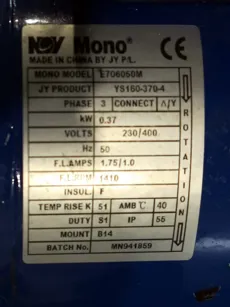 NOV Mono®
CE
MADE IN CHINA BY JY P/L.
MONO MODEL E706050M
JY PRODUCT YS160-370-4
PHASE 3 CONNECT △/Y
kW 0.37
VOLTS 230/400
Hz 50
F.L.AMPS 1.75/1.0
F.L.RPM 1410
INSUL. F
TEMP RISE K 51 AMB℃ 40
DUTY S1 IP 55
MOUNT B14
BATCH No. MN941859
ROTATION